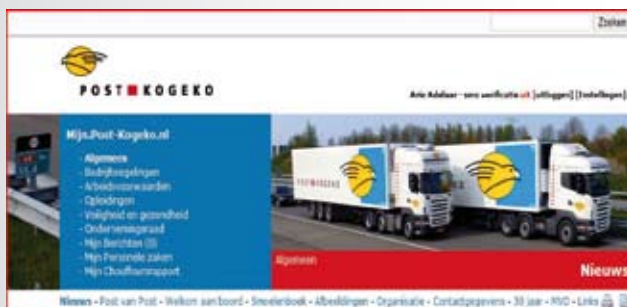 Zoeken
POST KOGEKO
Arie Adelaar - sms verificatie uit [uitloggen] [Instellingen]
Mijn.Post-Kogeko.nl
- Algemeen
- Bedrijfsregelingen
- Arbeidsvoorwaarden
- Opleidingen
- Veiligheid en gezondheid
- Ondernemingsraad
- Mijn Berichten (0)
- Mijn Personele zaken
- Mijn Chauffeursrapport
POST KOGEKO
Algemeen
Nieuws
Nieuws - Post van Post - Welkom aan boord - Smoelenboek - Afbeeldingen - Organisatie - Contactgegevens - 30 jaar - MVO - Links